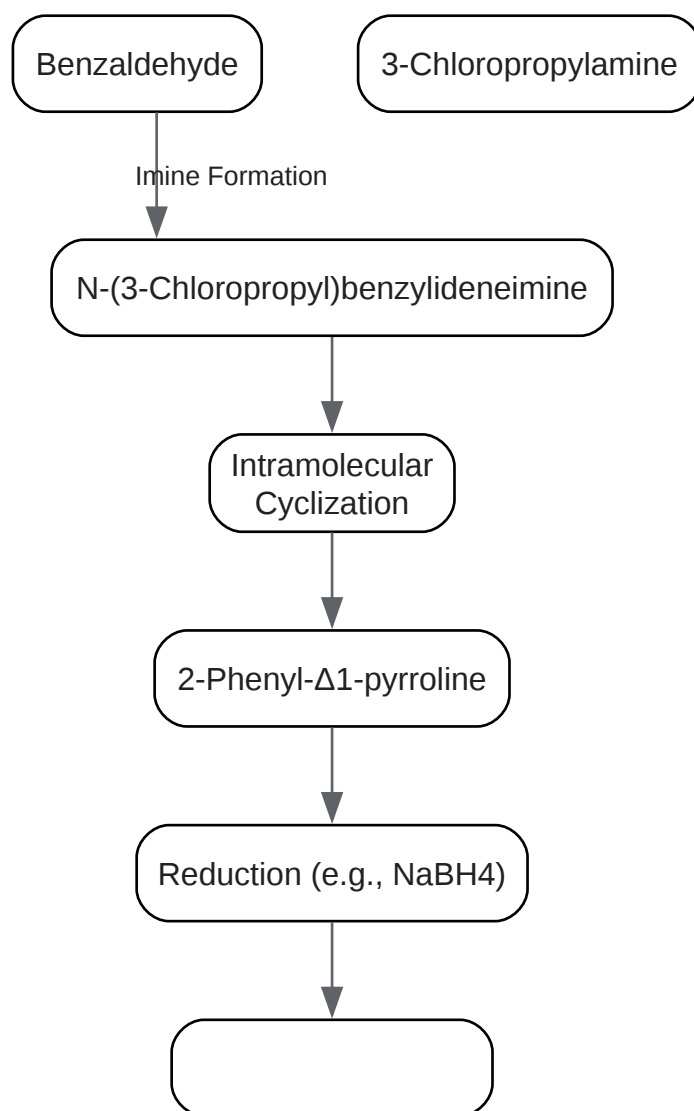 Benzaldehyde
3-Chloropropylamine
Imine Formation
N-(3-Chloropropyl)benzylideneimine
Intramolecular
Cyclization
2-Phenyl-Δ1-pyrroline
Reduction (e.g., NaBH4)